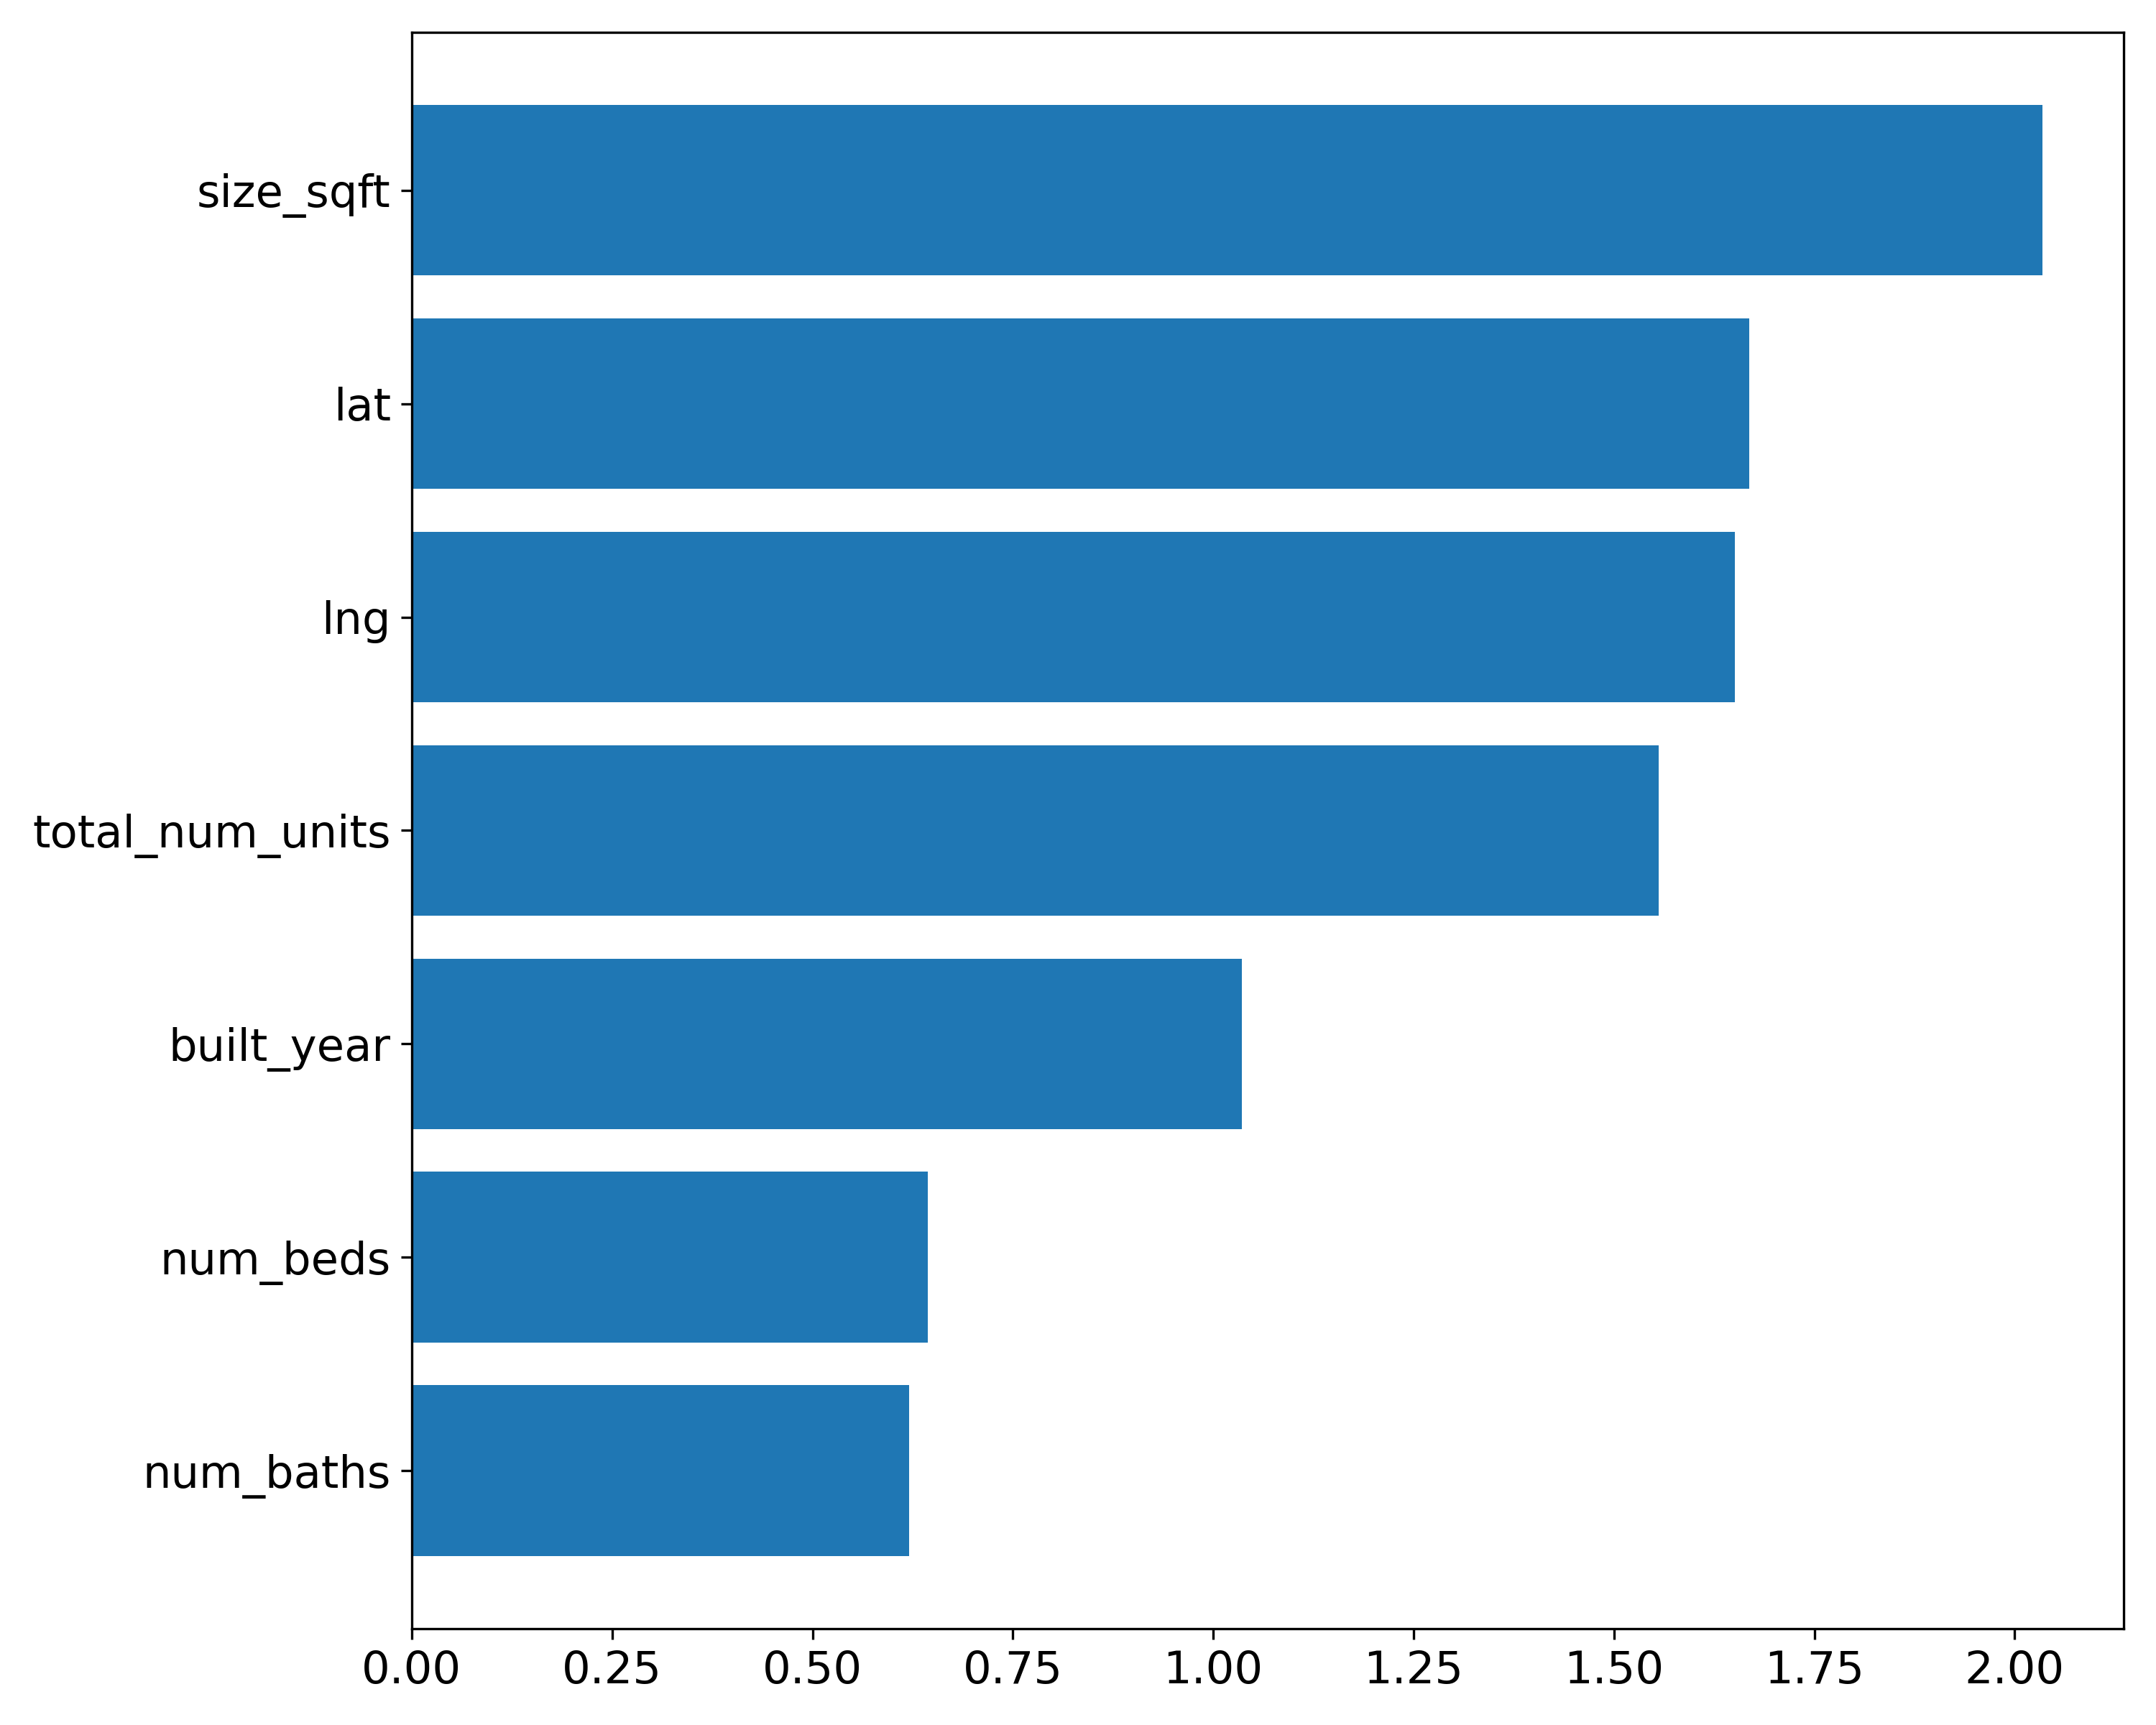 size_sqft
lat
lng
total_num_units
built_year
num_beds
num_baths
0.00 0.25 0.50 0.75 1.00 1.25 1.50 1.75 2.00